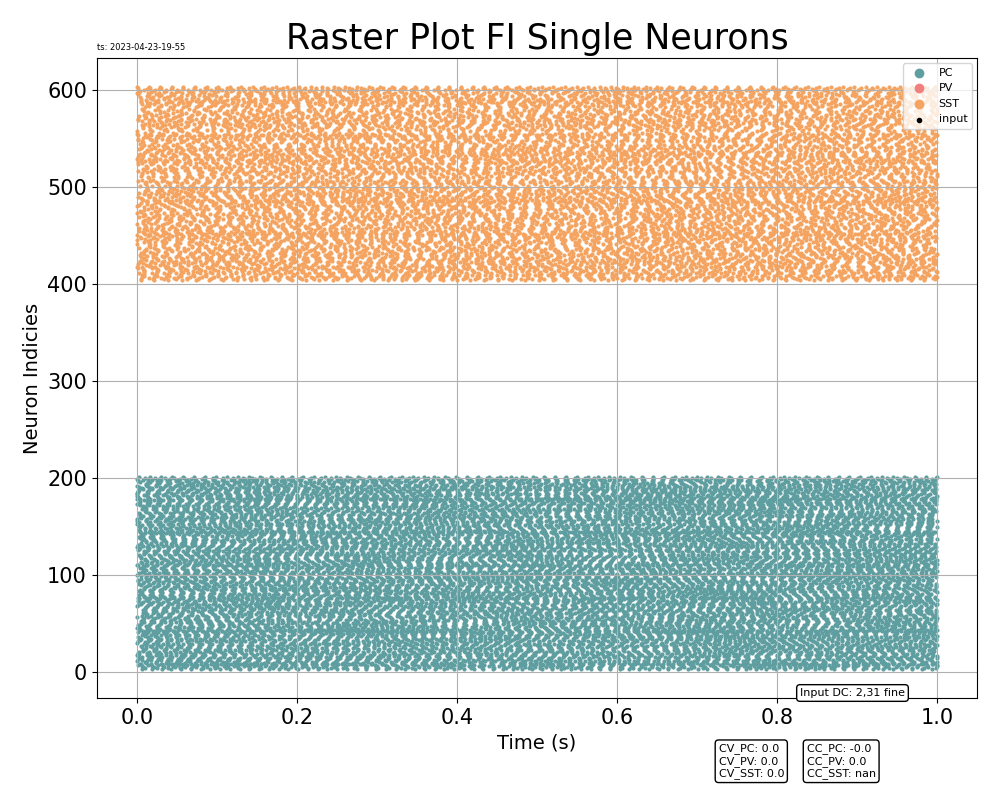 Raster Plot FI Single Neurons
ts: 2023-04-23-19-55
PC
PV
SST
input
600
500
400
300
200
100
0
Neuron Indicies
0.0
0.2
0.4
0.6
0.8
1.0
Time (s)
Input DC: 2,31 fine
CV_PC: 0.0
CV_PV: 0.0
CV_SST: 0.0
CC_PC: -0.0
CC_PV: 0.0
CC_SST: nan